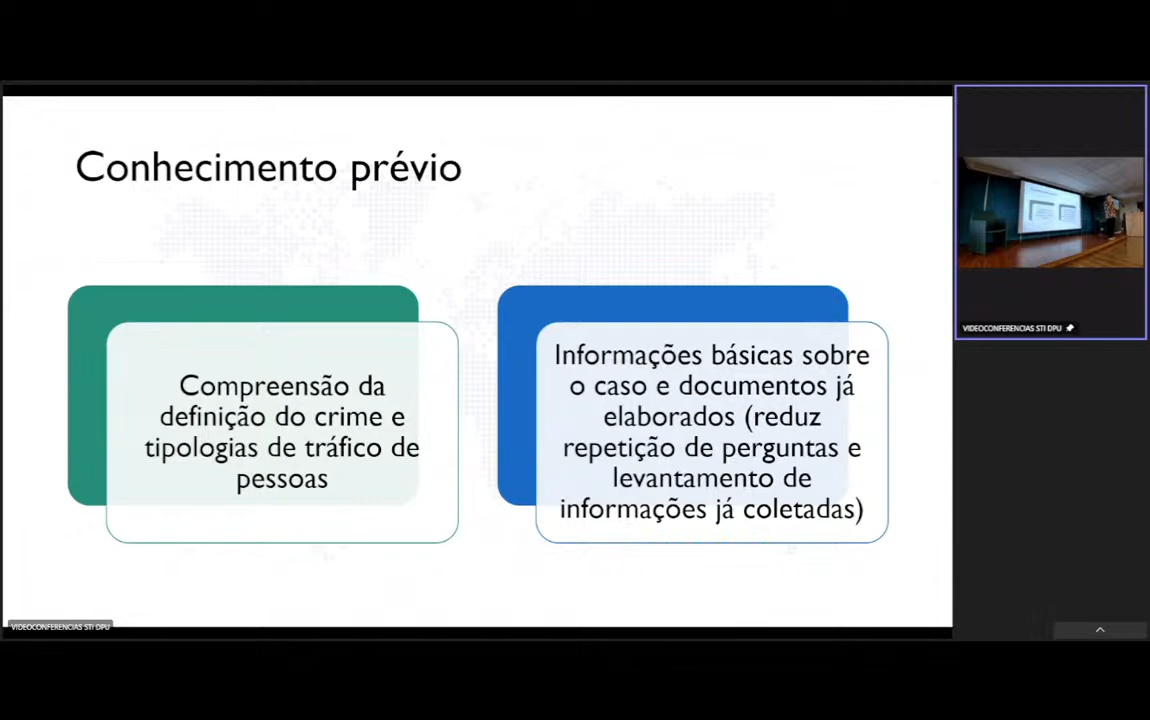 Conhecimento prévio
Compreensão da
definição do crime e
tipologias de tráfico de
pessoas
Informações básicas sobre
o caso e documentos já
elaborados (reduz
repetição de perguntas e
levantamento de
informações já coletadas)
VIDEOCONFERENCIAS STI DPU
VIDEOCONFERENCIAS STI DPU